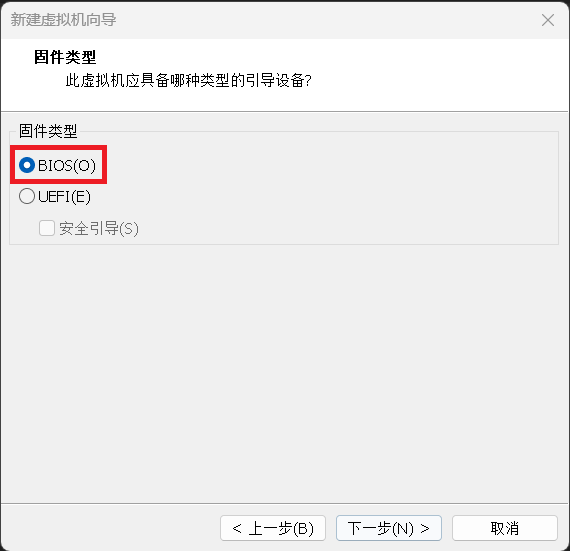 新建虚拟机向导
固件类型
此虚拟机应具备哪种类型的引导设备?
固件类型
BIOS(O)
UEFI(E)
安全引导(S)
< 上一步(B)
下一步(N) >
取消